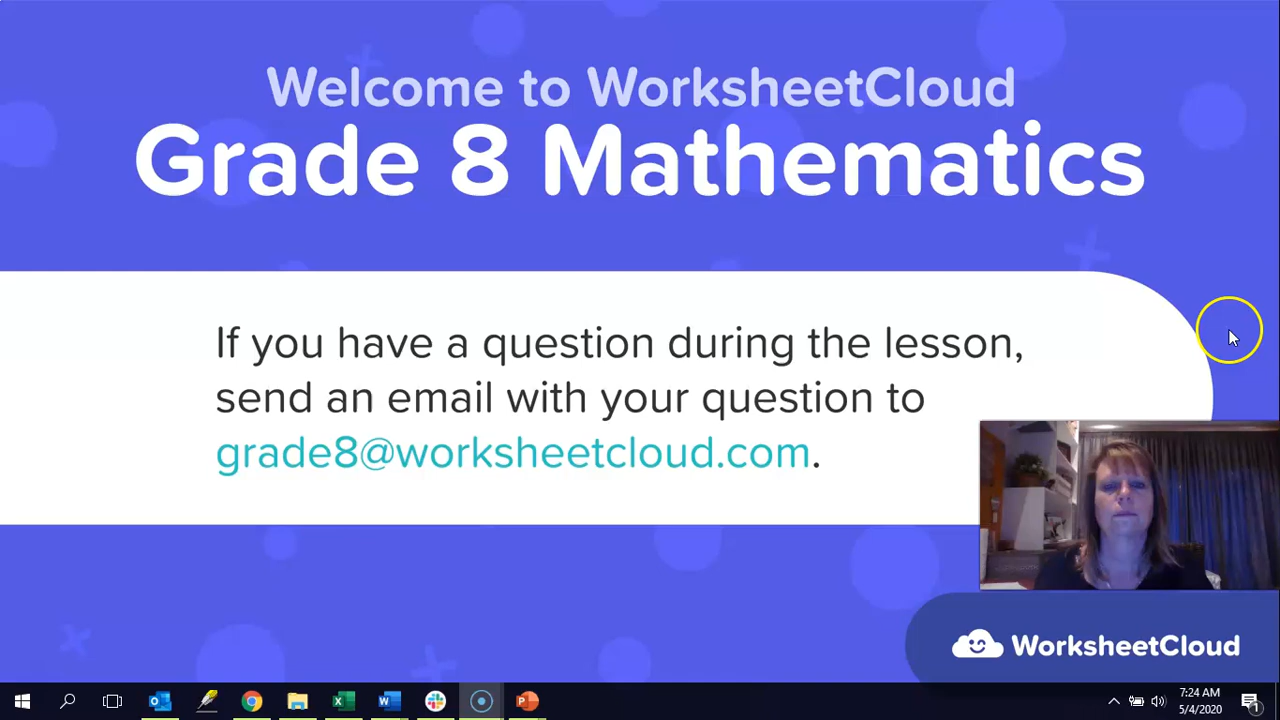 Welcome to WorksheetCloud
Grade 8 Mathematics
If you have a question during the lesson,
send an email with your question to
grade8@worksheetcloud.com.
WorksheetCloud
7:24 AM
5/4/2020
1